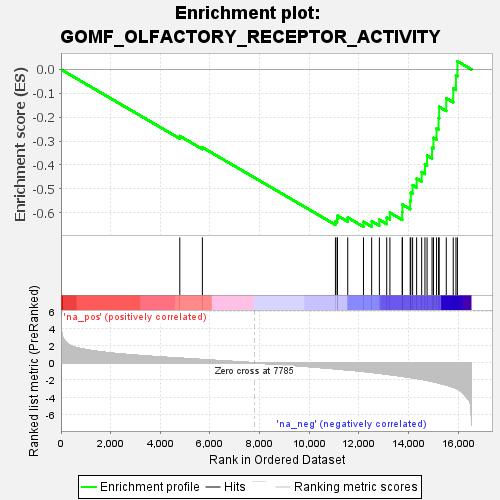 Enrichment plot:
GOMF_OLFACTORY_RECEPTOR_ACTIVITY
Enrichment score (ES)
0.0
-0.1
-0.2
-0.3
-0.4
-0.5
-0.6
Ranked list metric (PreRanked)
6
4
2
0
-2
-4
-6
'na_pos' (positively correlated)
Zero cross at 7785
'na_neg' (negatively correlated)
0
2,000
4,000
6,000
8,000
10,000
12,000
14,000
16,000
Rank in Ordered Dataset
Enrichment profile
Hits
Ranking metric scores